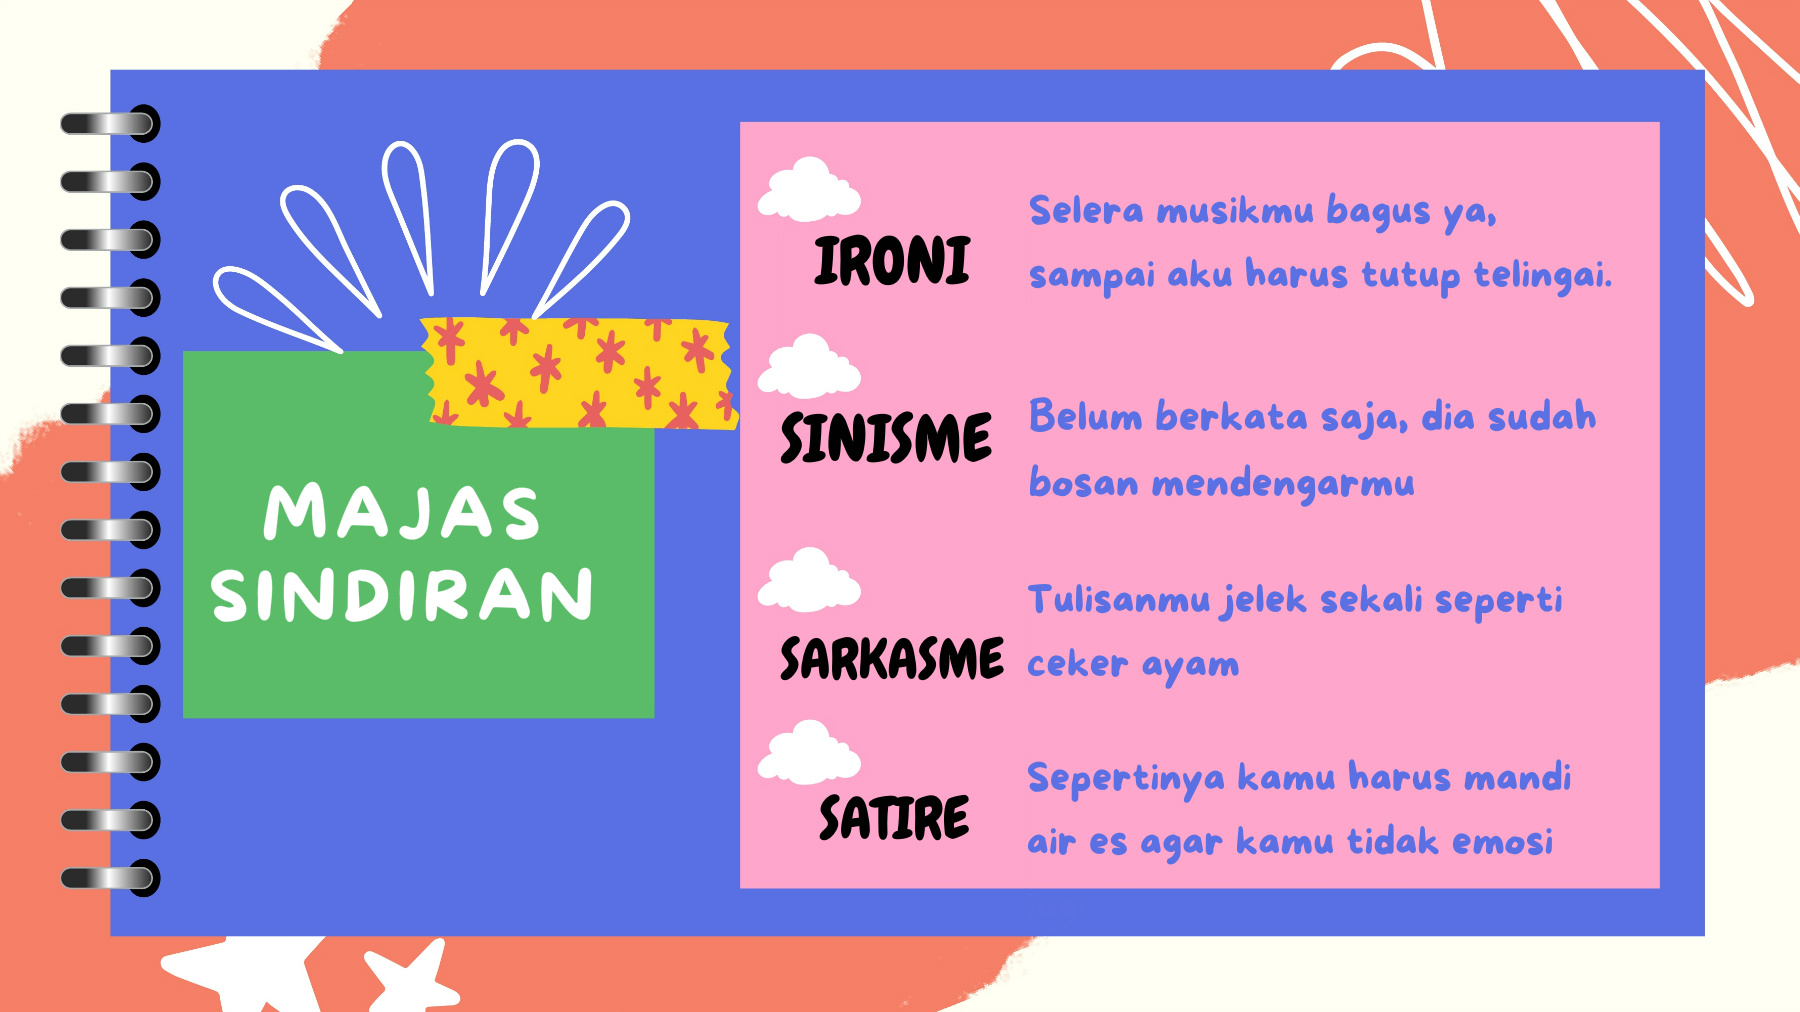 MAJAS
SINDIRAN
IRONI
Selera musikmu bagus ya,
sampai aku harus tutup telingai.
SINISME
Belum berkata saja, dia sudah
bosan mendengarmu
SARKASME
Tulisanmu jelek sekali seperti
ceker ayam
SATIRE
Sepertinya kamu harus mandi
air es agar kamu tidak emosi